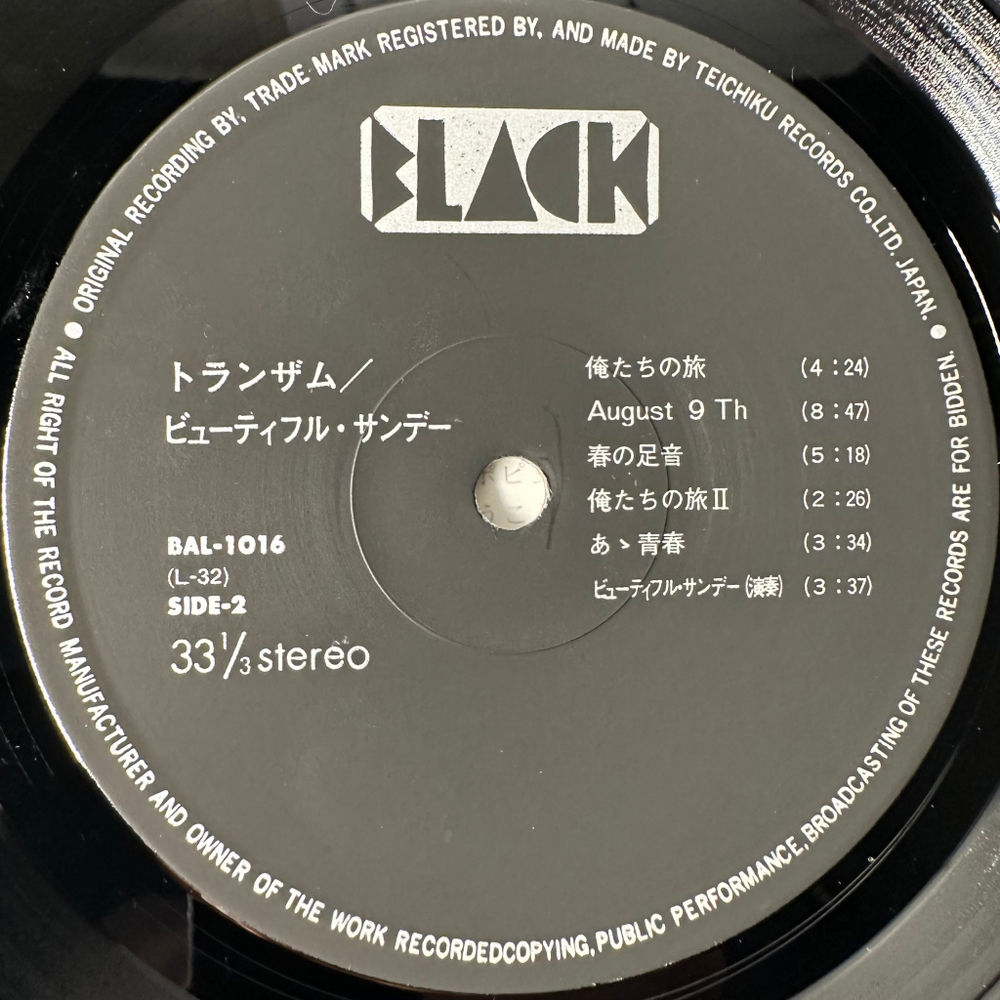 ORIGINAL RECORDING BY, TRADE MARK REGISTERED BY, AND MADE BY TEICHIKU RECORDS CO., LTD. JAPAN.
BLACK
トランザム／
ビューティフル・サンデー
BAL-1016
(L-32)
SIDE-2
33 1/3 stereo
俺たちの旅 (4：24)
August 9 Th (8：47)
春の足音 (5：18)
俺たちの旅Ⅱ (2：26)
あゝ青春 (3：34)
ビューティフル・サンデー(演奏) (3：37)
ALL RIGHT OF THE RECORD MANUFACTURER AND OWNER OF THE WORK RECORDEDCOPYING, PUBLIC PERFORMANCE, BROADCASTING OF THESE RECORDS ARE FOR BIDDEN.